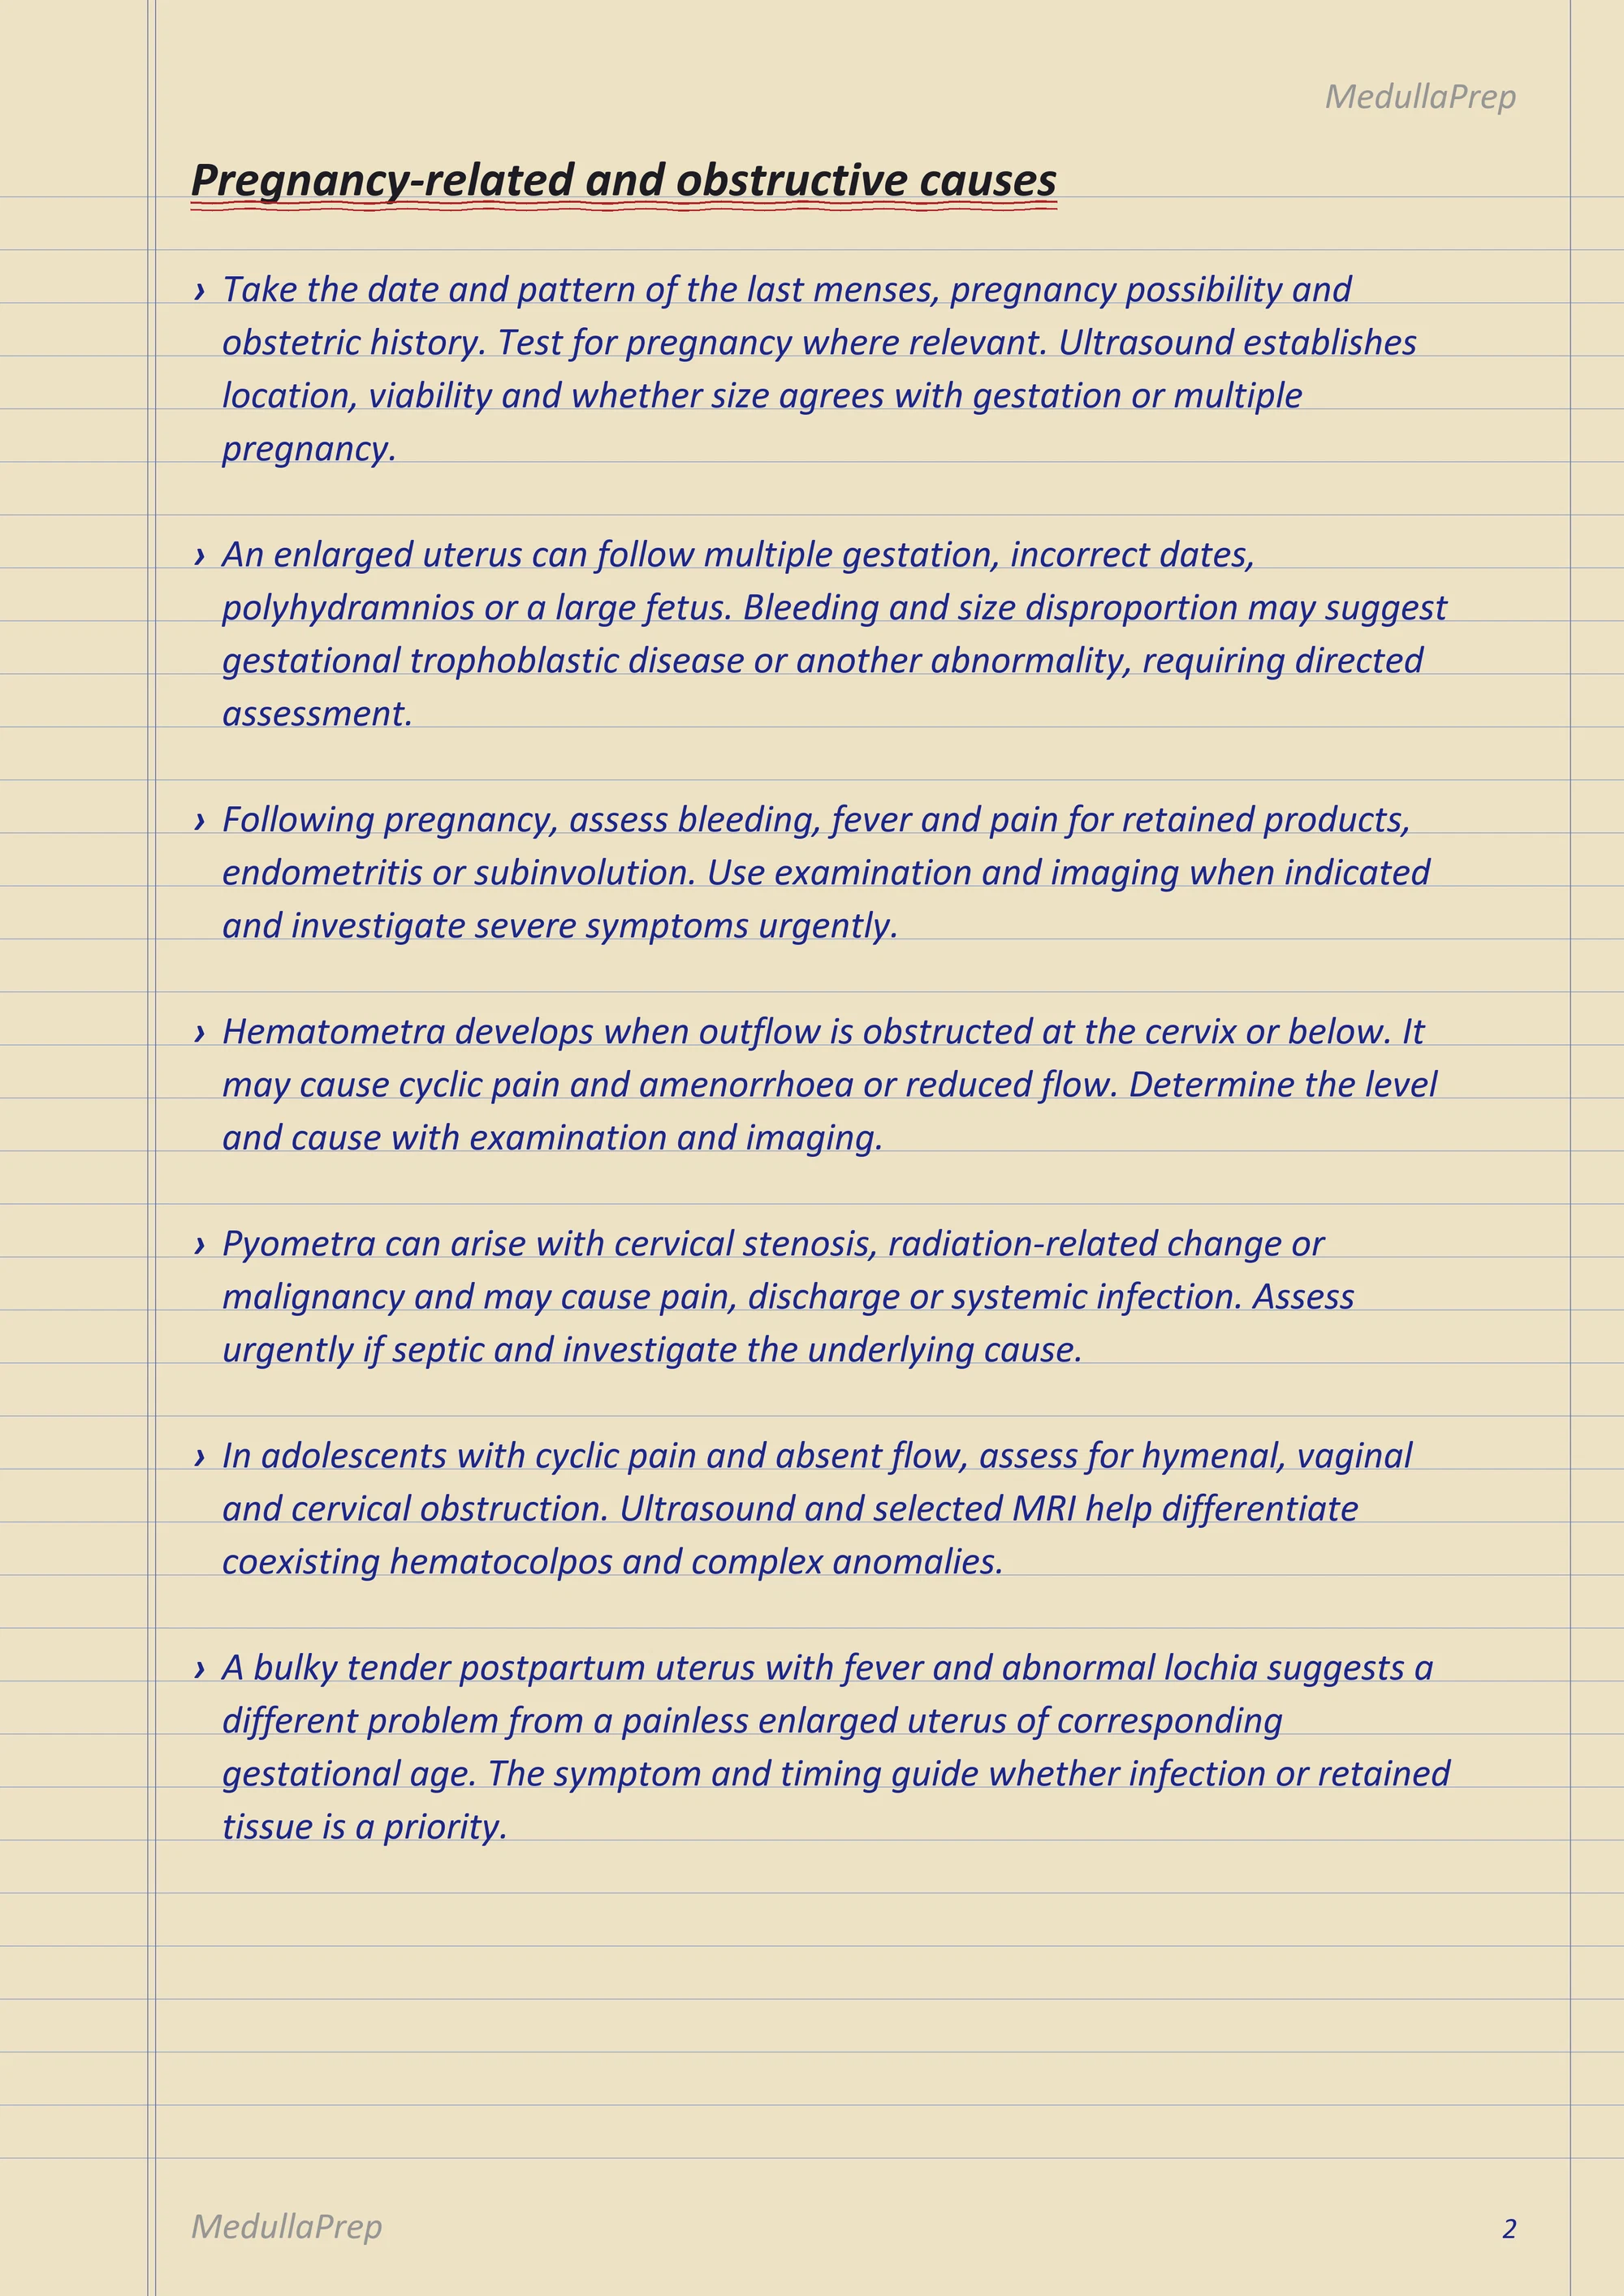 MedullaPrep
Pregnancy-related and obstructive causes
› Take the date and pattern of the last menses, pregnancy possibility and
obstetric history. Test for pregnancy where relevant. Ultrasound establishes
location, viability and whether size agrees with gestation or multiple
pregnancy.
› An enlarged uterus can follow multiple gestation, incorrect dates,
polyhydramnios or a large fetus. Bleeding and size disproportion may suggest
gestational trophoblastic disease or another abnormality, requiring directed
assessment.
› Following pregnancy, assess bleeding, fever and pain for retained products,
endometritis or subinvolution. Use examination and imaging when indicated
and investigate severe symptoms urgently.
› Hematometra develops when outflow is obstructed at the cervix or below. It
may cause cyclic pain and amenorrhoea or reduced flow. Determine the level
and cause with examination and imaging.
› Pyometra can arise with cervical stenosis, radiation-related change or
malignancy and may cause pain, discharge or systemic infection. Assess
urgently if septic and investigate the underlying cause.
› In adolescents with cyclic pain and absent flow, assess for hymenal, vaginal
and cervical obstruction. Ultrasound and selected MRI help differentiate
coexisting hematocolpos and complex anomalies.
› A bulky tender postpartum uterus with fever and abnormal lochia suggests a
different problem from a painless enlarged uterus of corresponding
gestational age. The symptom and timing guide whether infection or retained
tissue is a priority.
MedullaPrep
2